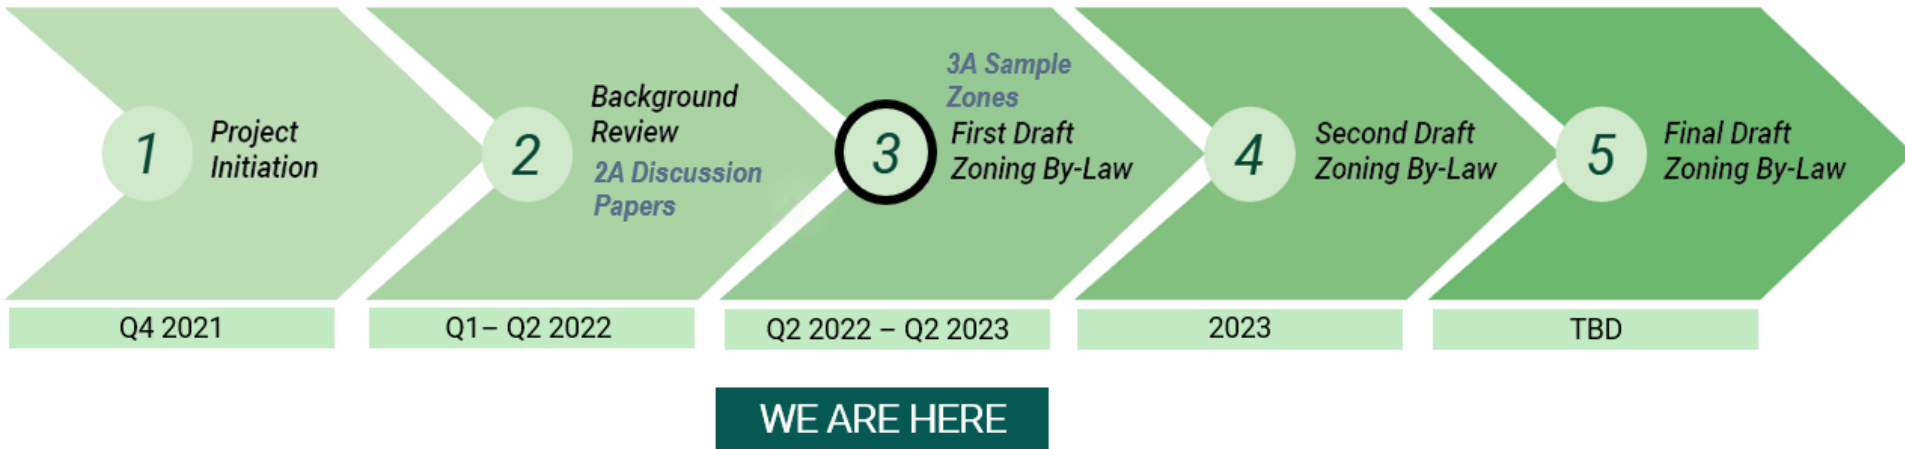 1
Project
Initiation
2
Background
Review
2A Discussion
Papers
3
3A Sample
Zones
First Draft
Zoning By-Law
4
Second Draft
Zoning By-Law
5
Final Draft
Zoning By-Law
Q4 2021
Q1– Q2 2022
Q2 2022 – Q2 2023
2023
TBD
WE ARE HERE